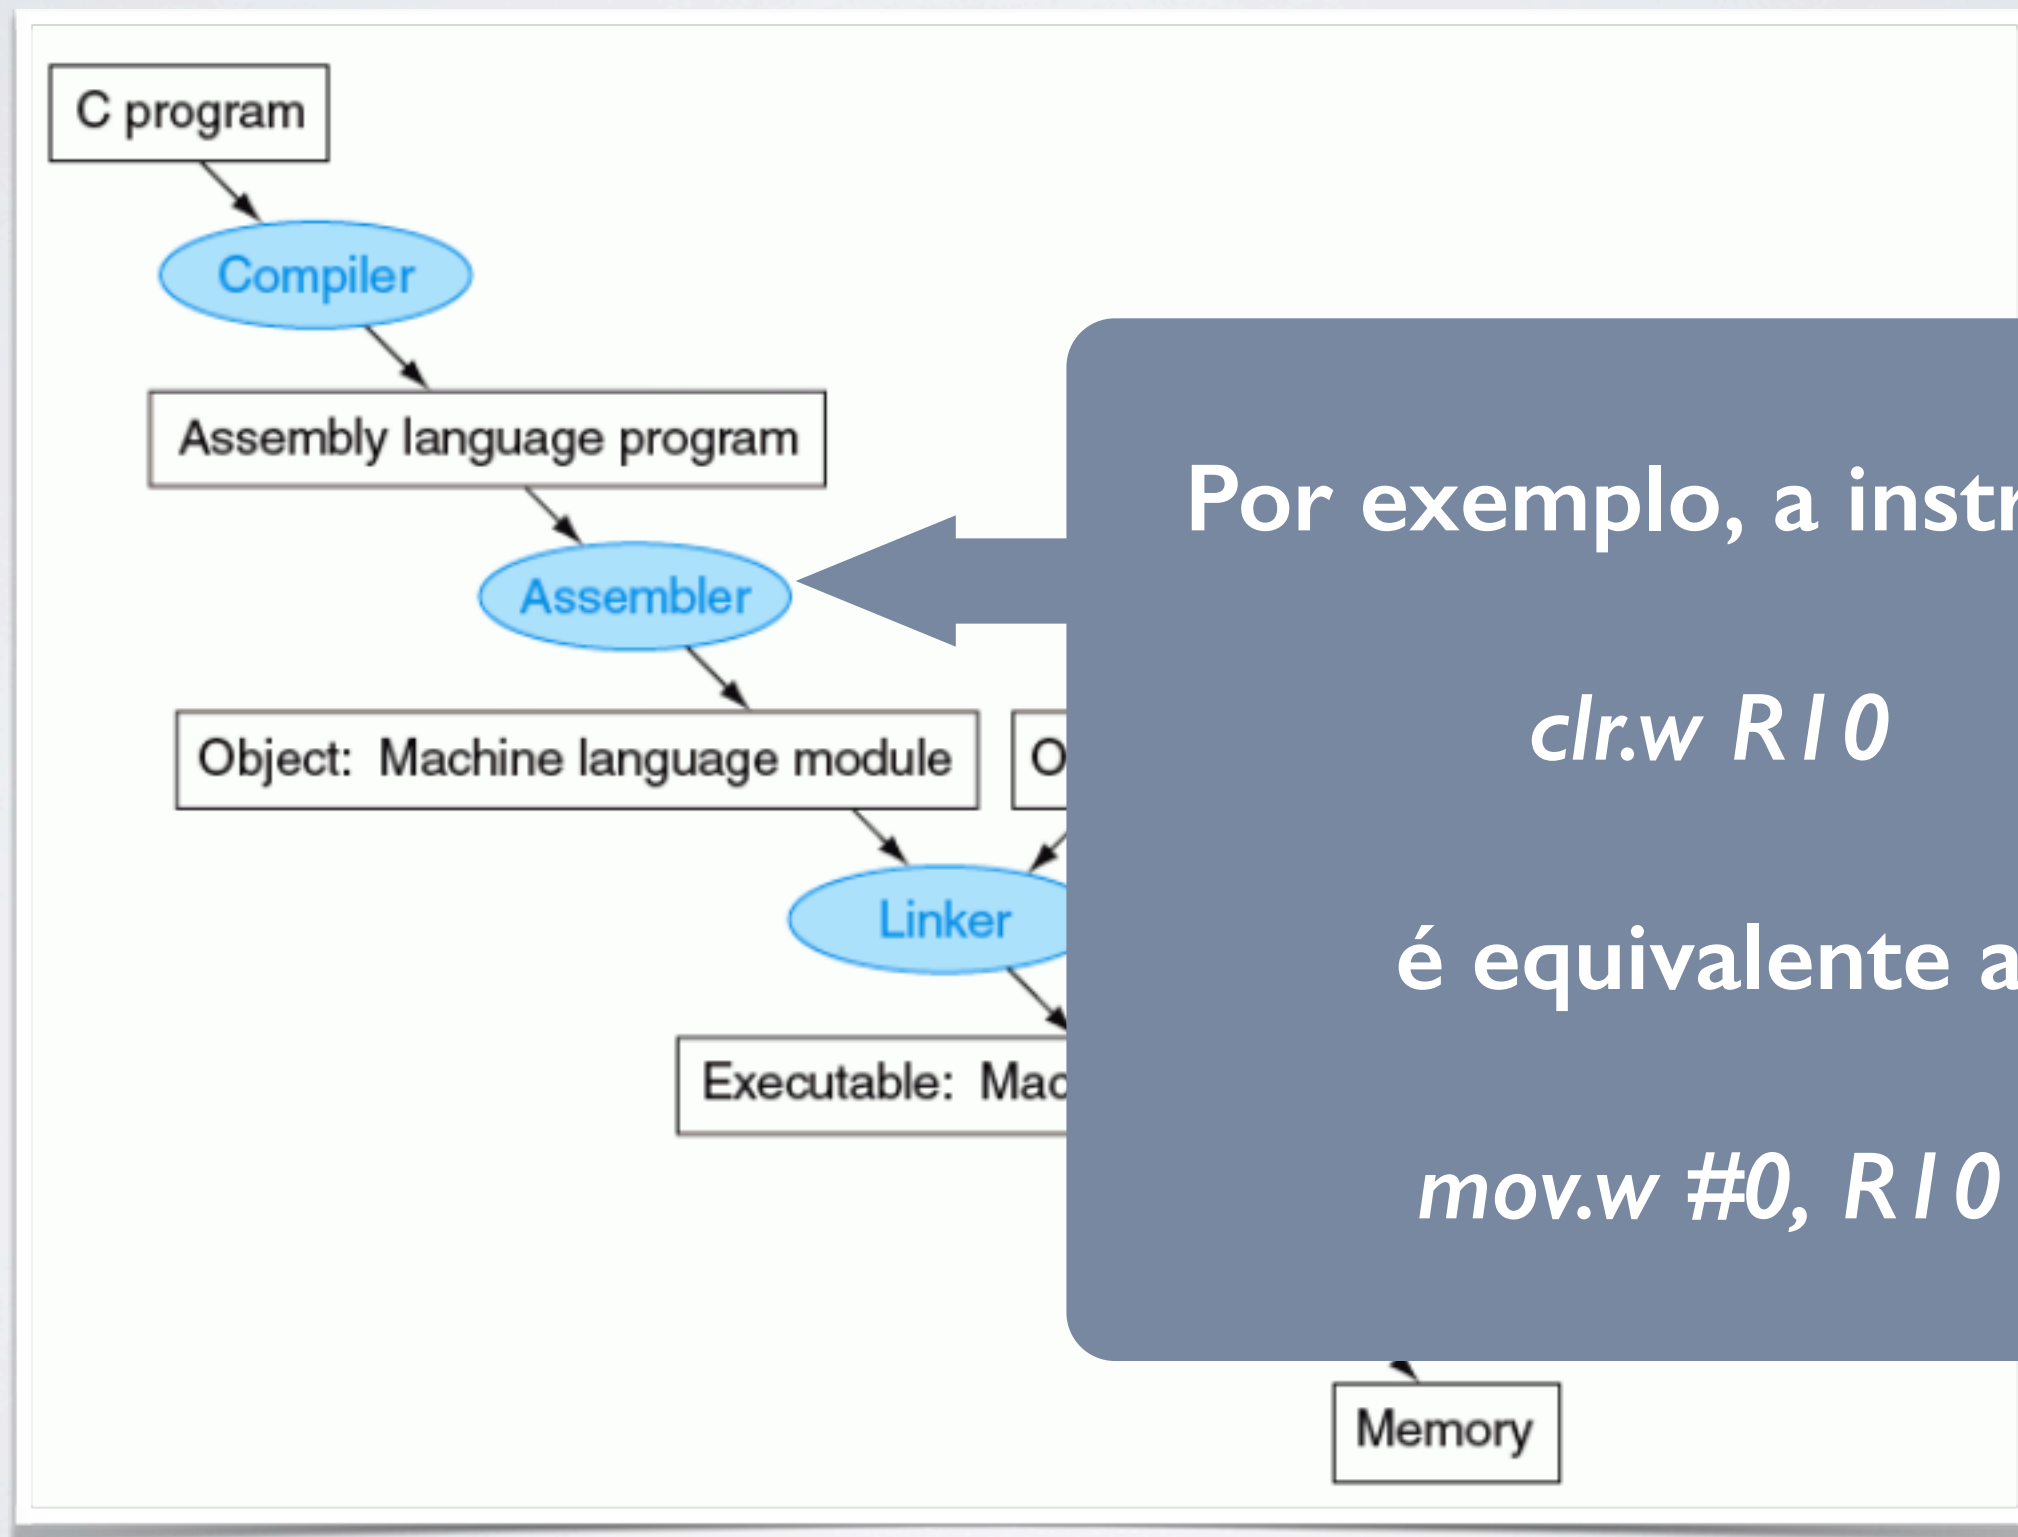 C program
Compiler
Assembly language program
Assembler
Object: Machine language module
Linker
Executable:
Memory
Por exemplo, a
clr.w R10
é equivalente a
mov.w #0, R10